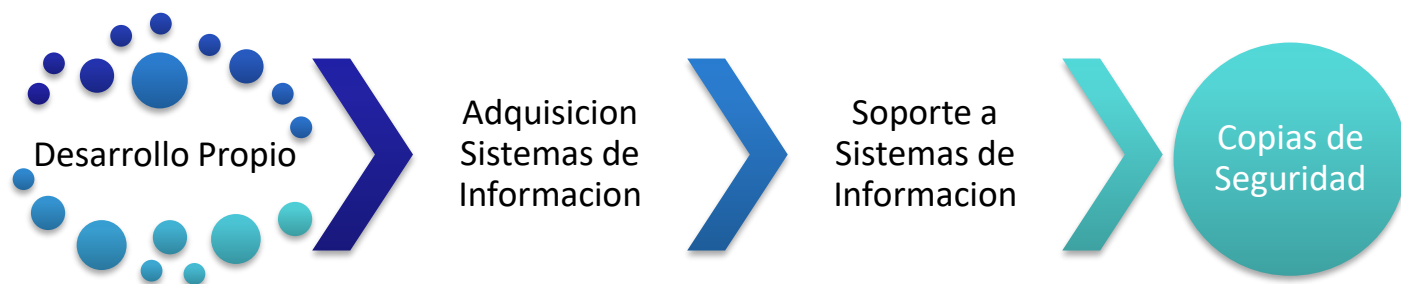 Desarrollo Propio
Adquisicion
Sistemas de
Informacion
Soporte a
Sistemas de
Informacion
Copias de
Seguridad